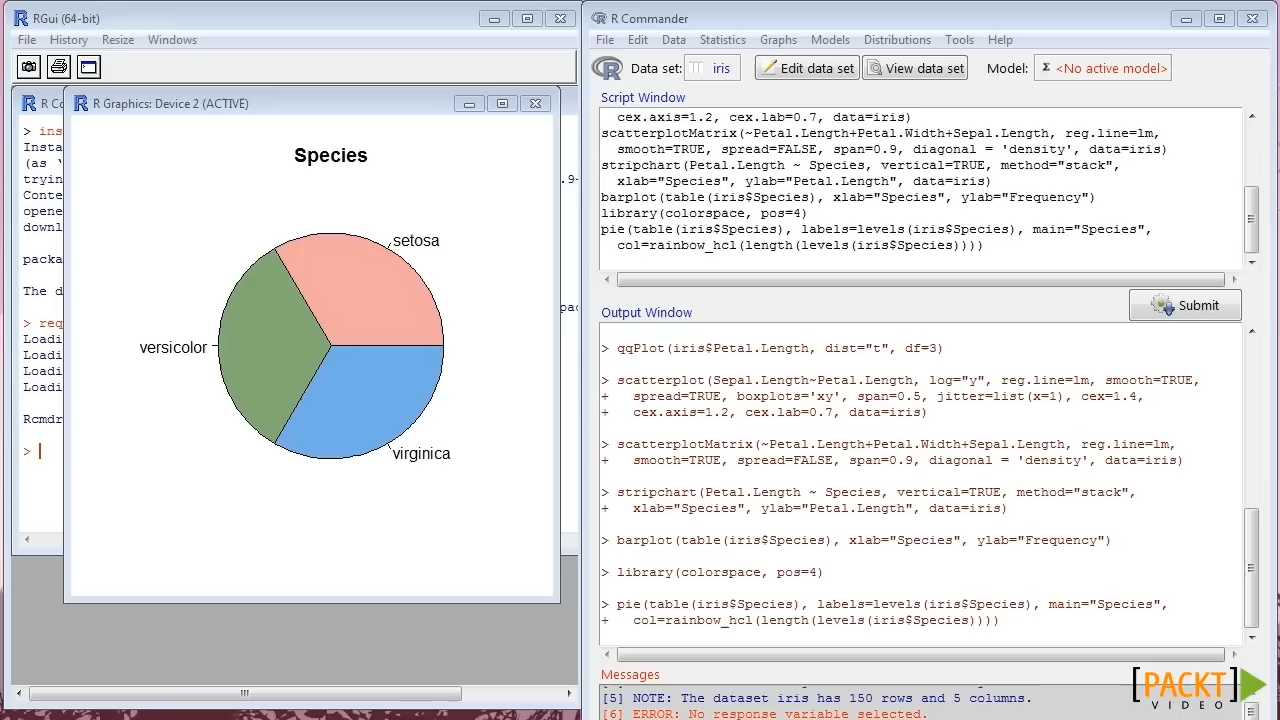 RGui (64-bit)
File History Resize Windows
R Co
R Graphics: Device 2 (ACTIVE)
> ins
Insta
(as '
tryin
Conte
opene
downl
packa
The d
> req
Loadi
Loadi
Loadi
Loadi
Rcmdr
>
.9-
pac
Species
setosa
versicolor
virginica
R Commander
File Edit Data Statistics Graphs Models Distributions Tools Help
Data set: iris Edit data set View data set Model: Σ <No active model>
Script Window
cex.axis=1.2, cex.lab=0.7, data=iris)
scatterplotMatrix(~Petal.Length+Petal.Width+Sepal.Length, reg.line=lm,
smooth=TRUE, spread=FALSE, span=0.9, diagonal = 'density', data=iris)
stripchart(Petal.Length ~ Species, vertical=TRUE, method="stack",
xlab="Species", ylab="Petal.Length", data=iris)
barplot(table(iris$Species), xlab="Species", ylab="Frequency")
library(colorspace, pos=4)
pie(table(iris$Species), labels=levels(iris$Species), main="Species",
col=rainbow_hcl(length(levels(iris$Species))))
Submit
Output Window
> qqPlot(iris$Petal.Length, dist="t", df=3)
> scatterplot(Sepal.Length~Petal.Length, log="y", reg.line=lm, smooth=TRUE,
+ spread=TRUE, boxplots='xy', span=0.5, jitter=list(x=1), cex=1.4,
+ cex.axis=1.2, cex.lab=0.7, data=iris)
> scatterplotMatrix(~Petal.Length+Petal.Width+Sepal.Length, reg.line=lm,
+ smooth=TRUE, spread=FALSE, span=0.9, diagonal = 'density', data=iris)
> stripchart(Petal.Length ~ Species, vertical=TRUE, method="stack",
+ xlab="Species", ylab="Petal.Length", data=iris)
> barplot(table(iris$Species), xlab="Species", ylab="Frequency")
> library(colorspace, pos=4)
> pie(table(iris$Species), labels=levels(iris$Species), main="Species",
+ col=rainbow_hcl(length(levels(iris$Species))))
Messages
[5] NOTE: The dataset iris has 150 rows and 5 columns.
[6] ERROR: No response variable selected.
[PACKT]
VIDEO